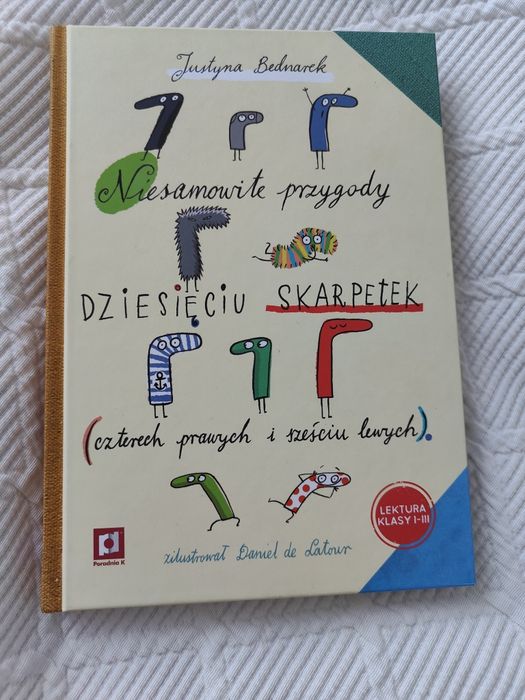 Justyna Bednarek
Niesamowite przygody
DZIESIĘCIU SKARPETEK
(czterech prawych i sześciu lewych).
LEKTURA
KLASY I-III
Poradnia K
zilustrował Daniel de Latour